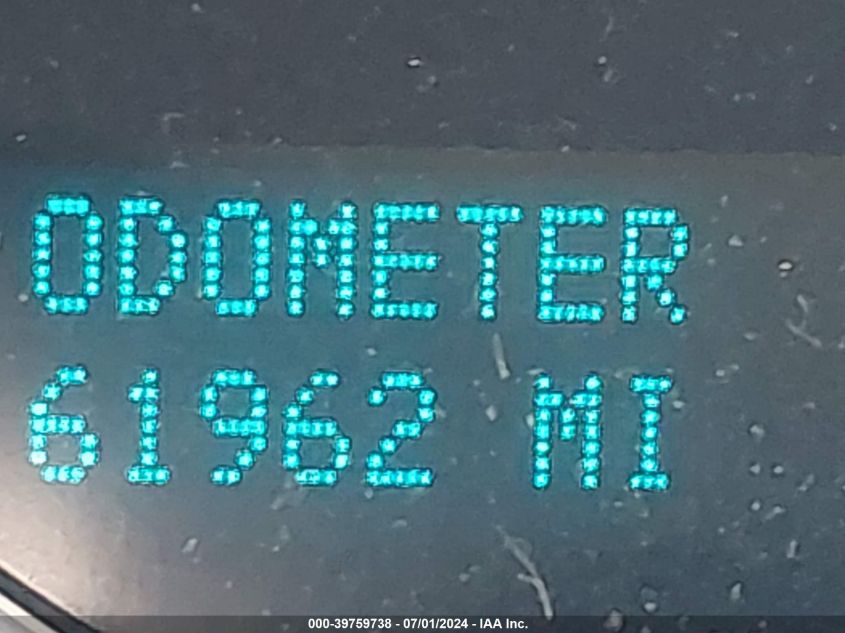 ODOMETER
61962 MI
000-39759738 - 07/01/2024 - IAA Inc.